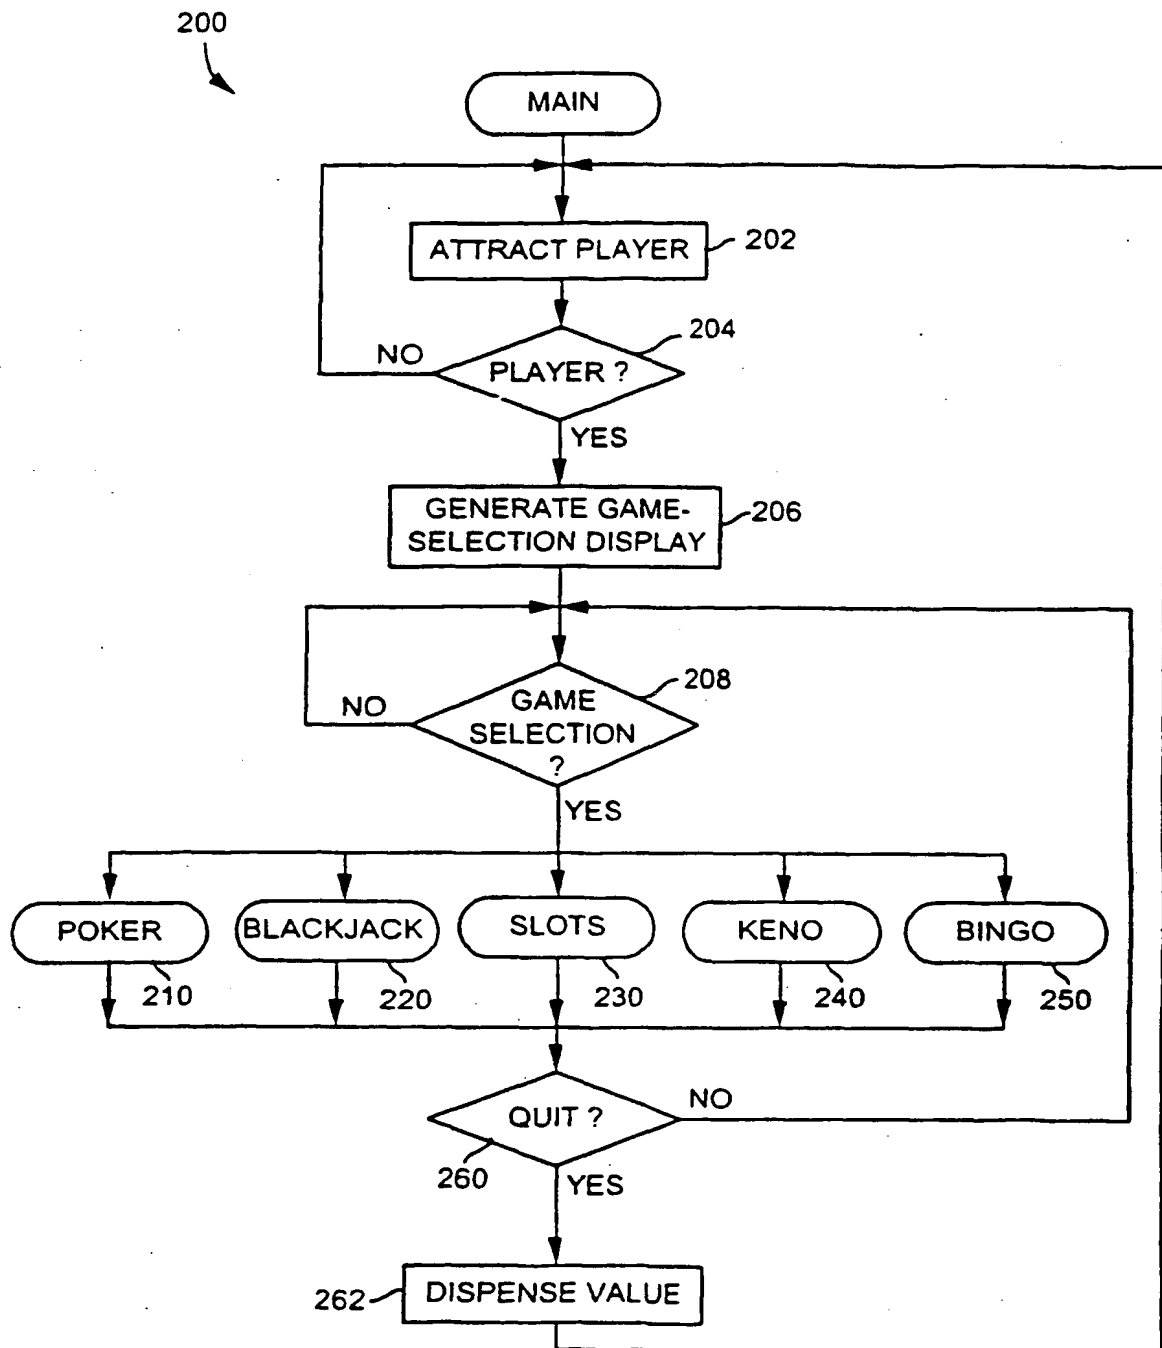 200
MAIN
ATTRACT PLAYER
202
204
NO
PLAYER ?
YES
GENERATE GAME-
SELECTION DISPLAY
206
208
NO
GAME
SELECTION
?
YES
POKER
BLACKJACK
SLOTS
KENO
BINGO
210
220
230
240
250
QUIT ?
NO
260
YES
262
DISPENSE VALUE